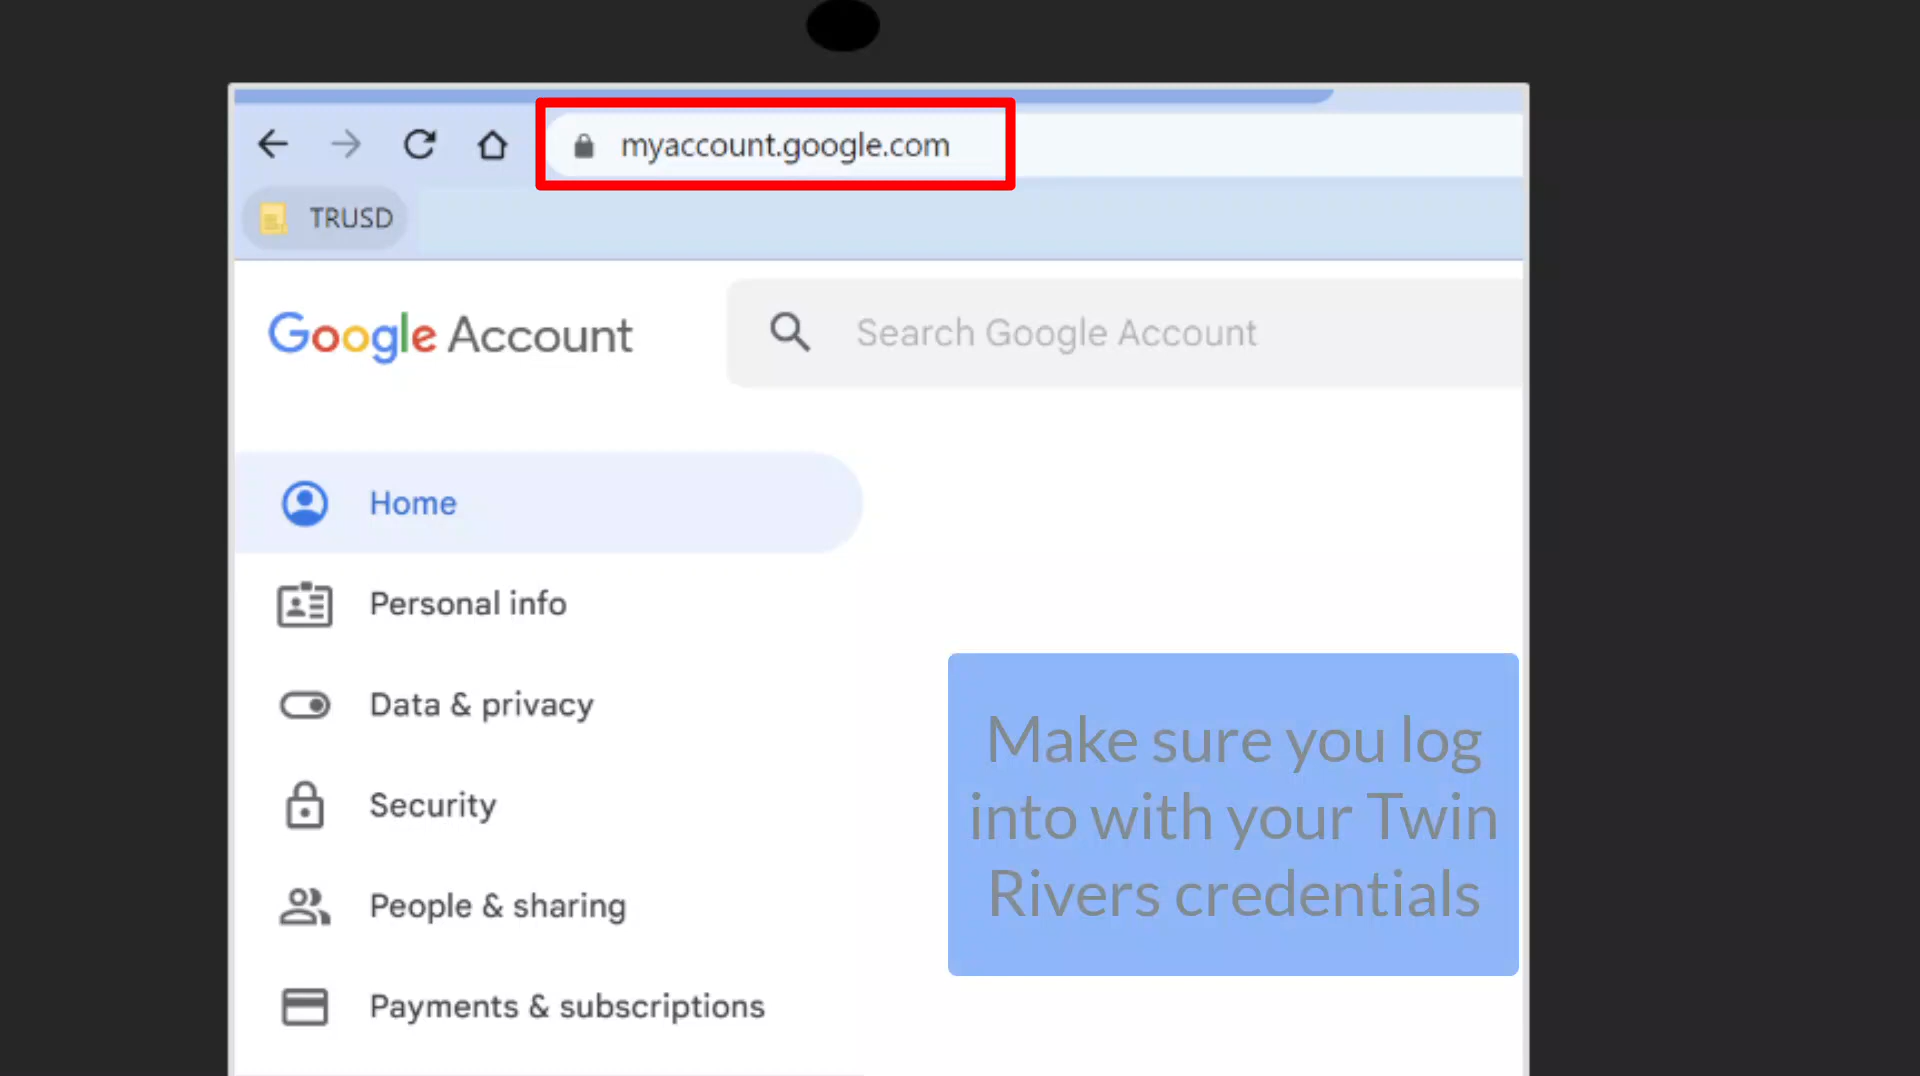 myaccount.google.com
TRUSD
Google Account
Search Google Account
Home
Personal info
Data & privacy
Security
People & sharing
Payments & subscriptions
Make sure you log
into with your Twin
Rivers credentials